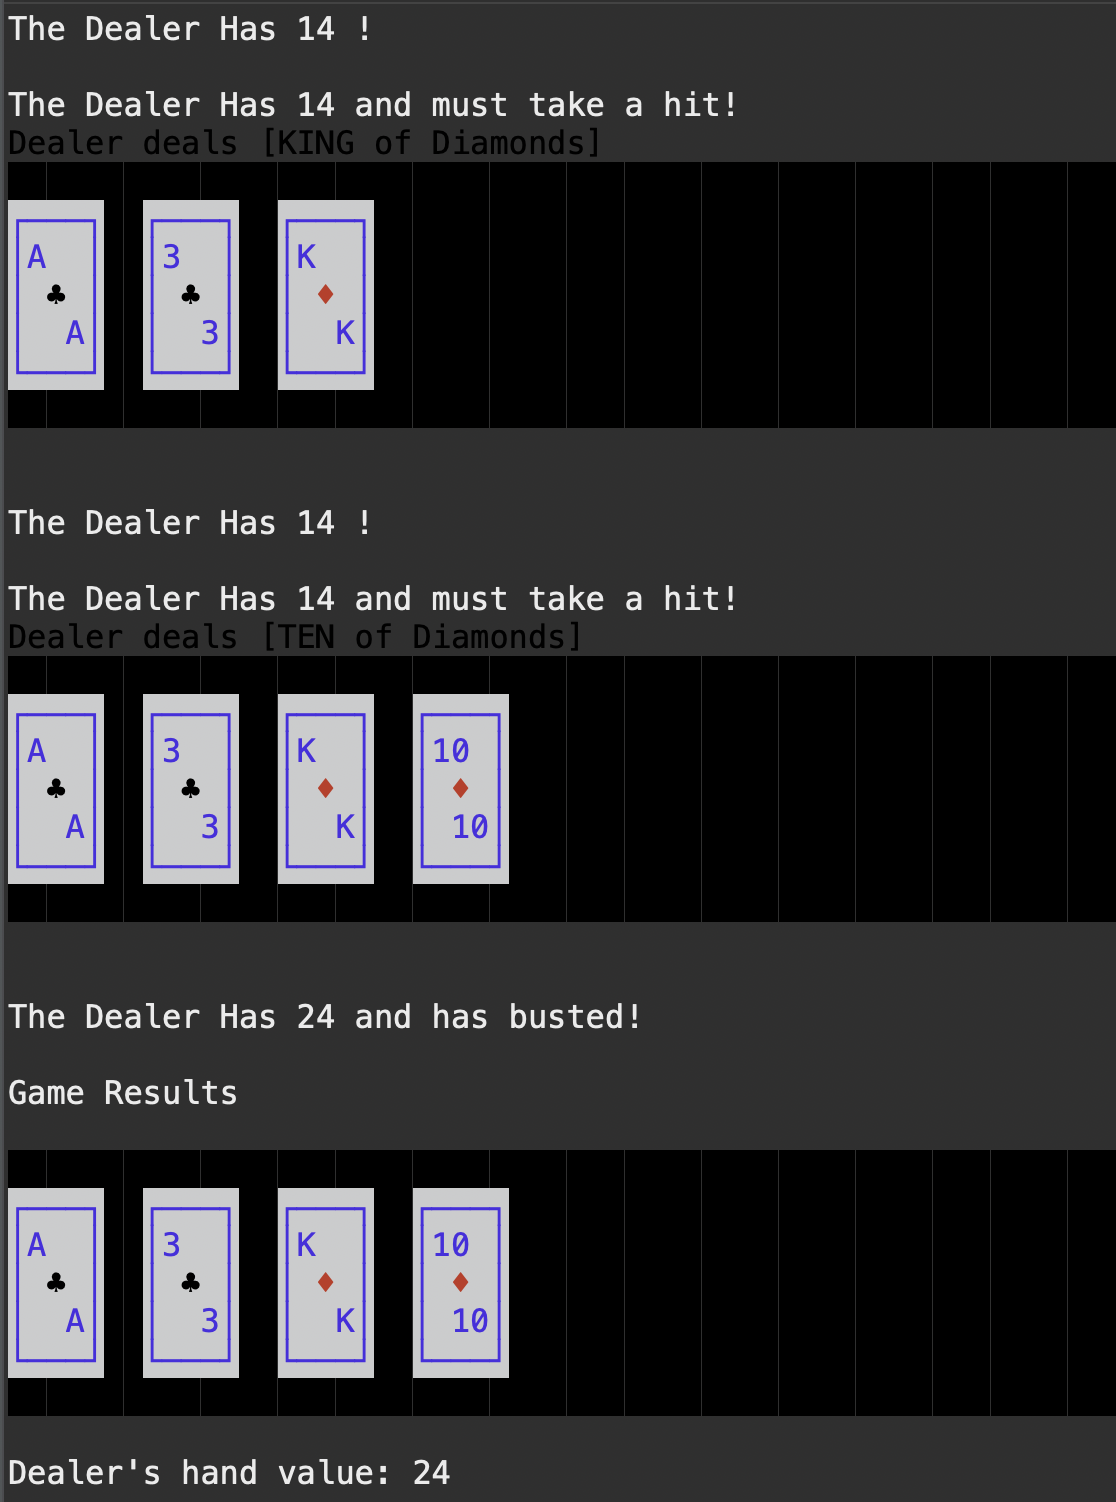 The Dealer Has 14 !
The Dealer Has 14 and must take a hit!
Dealer deals [KING of Diamonds]
A 3 K
♣ ♣ ♦
A 3 K
The Dealer Has 14 !
The Dealer Has 14 and must take a hit!
Dealer deals [TEN of Diamonds]
A 3 K 10
♣ ♣ ♦ ♦
A 3 K 10
The Dealer Has 24 and has busted!
Game Results
A 3 K 10
♣ ♣ ♦ ♦
A 3 K 10
Dealer's hand value: 24